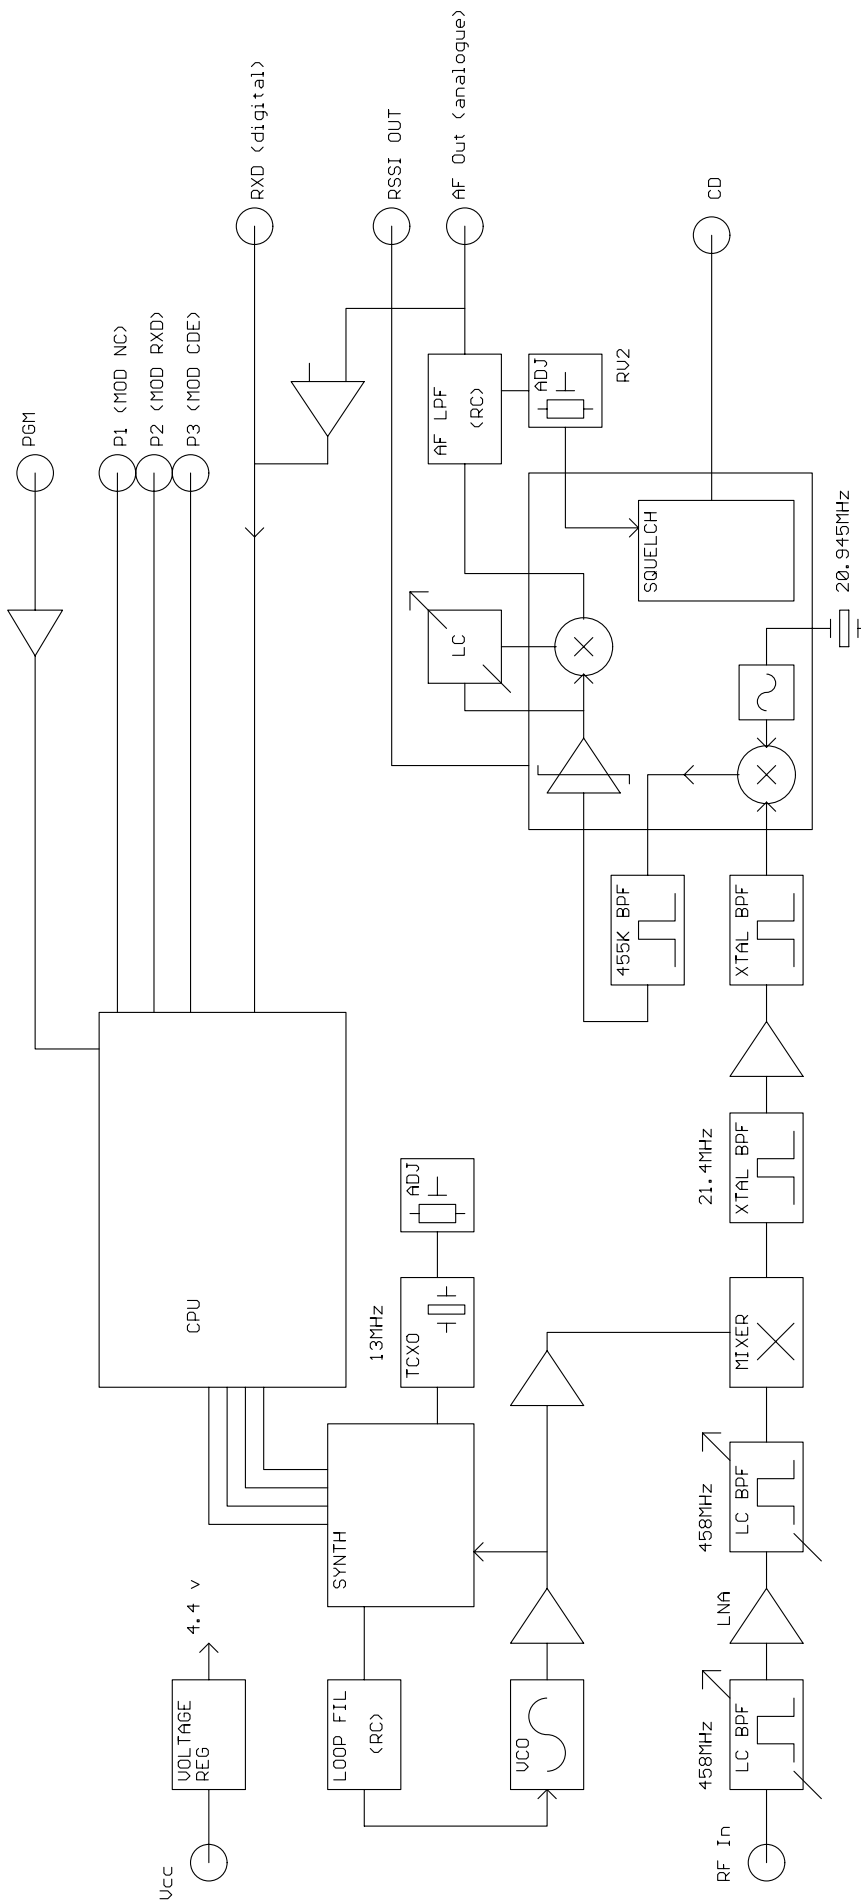 PGM
P1 (MOD NC)
P2 (MOD RXD)
P3 (MOD CDE)
RXD (digital)
RSSI OUT
AF Out (analogue)
CD
Vcc
VOLTAGE
REG
4.4 v
CPU
SYNTH
LOOP FIL
(RC)
13MHz
TCXO
ADJ
VCO
AF LPF
(RC)
ADJ
RV2
LC
SQUELCH
20.945MHz
455K BPF
RF In
458MHz
LC BPF
LNA
458MHz
LC BPF
MIXER
21.4MHz
XTAL BPF
XTAL BPF